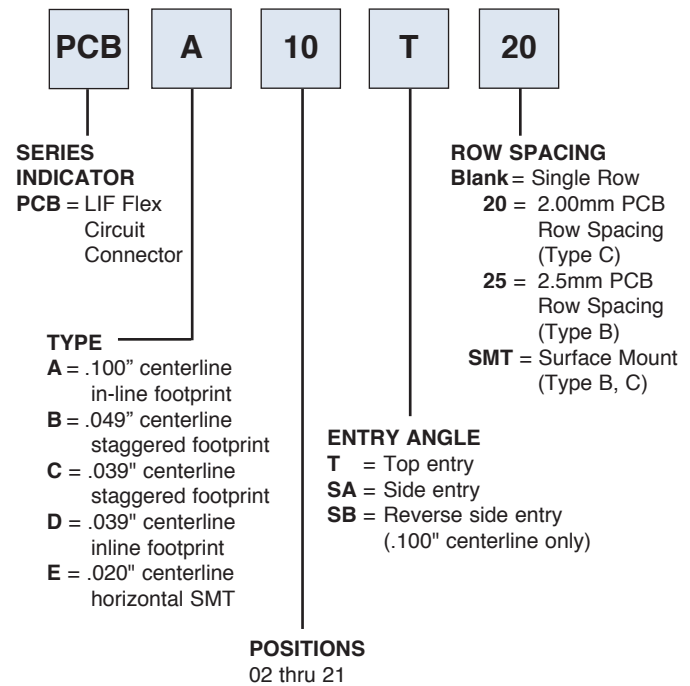 PCB A 10 T 20
SERIES
INDICATOR
PCB = LIF Flex
Circuit
Connector
TYPE
A = .100” centerline
in-line footprint
B = .049" centerline
staggered footprint
C = .039" centerline
staggered footprint
D = .039" centerline
inline footprint
E = .020" centerline
horizontal SMT
POSITIONS
02 thru 21
ENTRY ANGLE
T = Top entry
SA = Side entry
SB = Reverse side entry
(.100" centerline only)
ROW SPACING
Blank = Single Row
20 = 2.00mm PCB
Row Spacing
(Type C)
25 = 2.5mm PCB
Row Spacing
(Type B)
SMT = Surface Mount
(Type B, C)